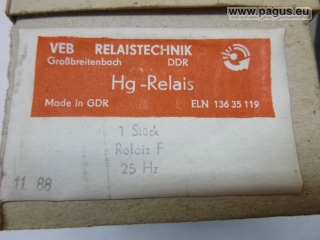 www.pagus.eu
VEB RELAISTECHNIK
Großbreitenbach DDR
Hg-Relais
Made in GDR ELN 136 35 119
1 Stück
Relais F
25 Hz
11. 88